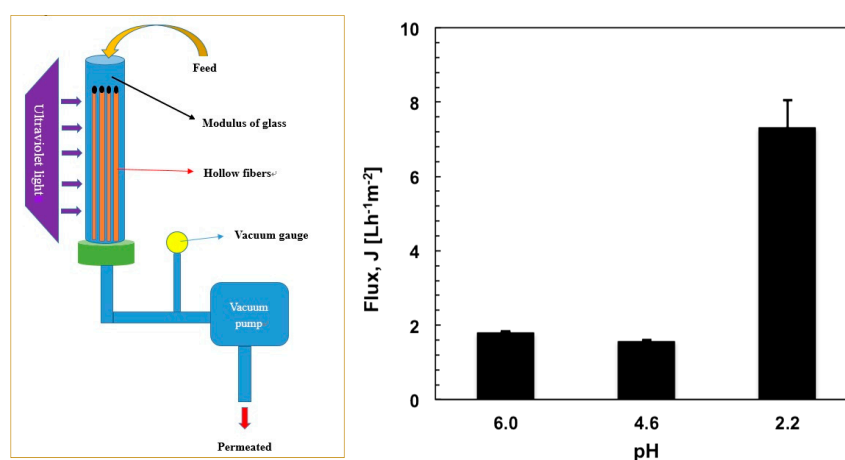 Feed
Ultraviolet light
Modulus of glass
Hollow fibers
Vacuum gauge
Vacuum
pump
Permeated
Flux, J [Lh-1m-2]
10
8
6
4
2
0
6.0 4.6 2.2
pH